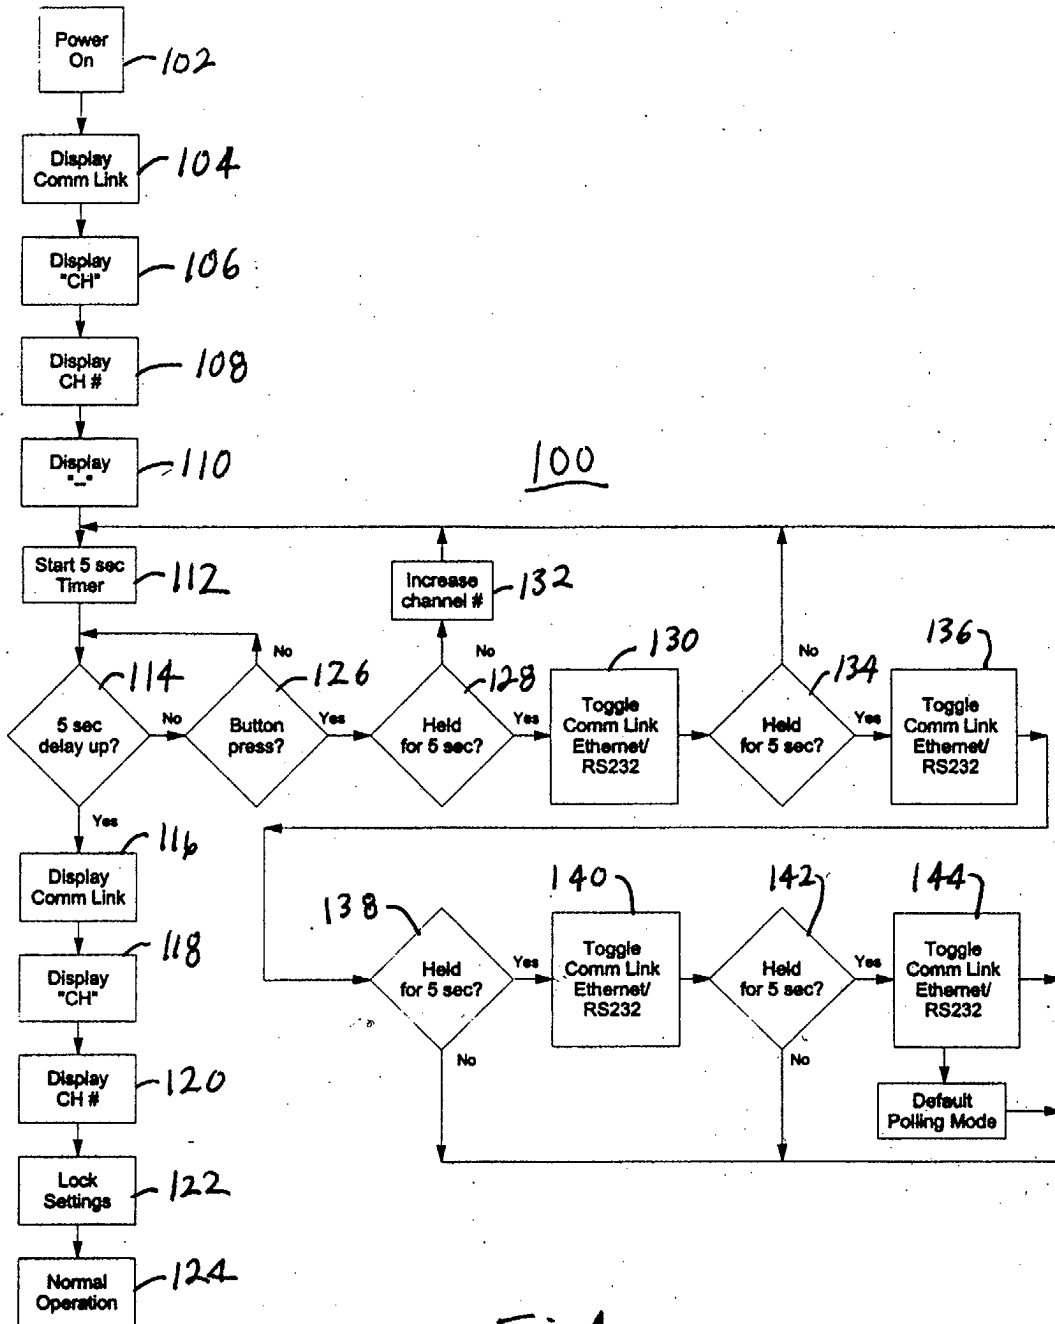 Power
On
102
Display
Comm Link
104
Display
"CH"
106
Display
CH #
108
Display
"--"
110
100
Start 5 sec
Timer
112
Increase
channel #
132
5 sec
delay up?
114
No
Yes
Button
press?
126
No
Yes
Held
for 5 sec?
128
No
Yes
Toggle
Comm Link
Ethernet/
RS232
130
Held
for 5 sec?
134
No
Yes
Toggle
Comm Link
Ethernet/
RS232
136
Display
Comm Link
116
Display
"CH"
118
Display
CH #
120
Lock
Settings
122
Normal
Operation
124
Held
for 5 sec?
138
Yes
No
Toggle
Comm Link
Ethernet/
RS232
140
Held
for 5 sec?
142
Yes
No
Toggle
Comm Link
Ethernet/
RS232
144
Default
Polling Mode